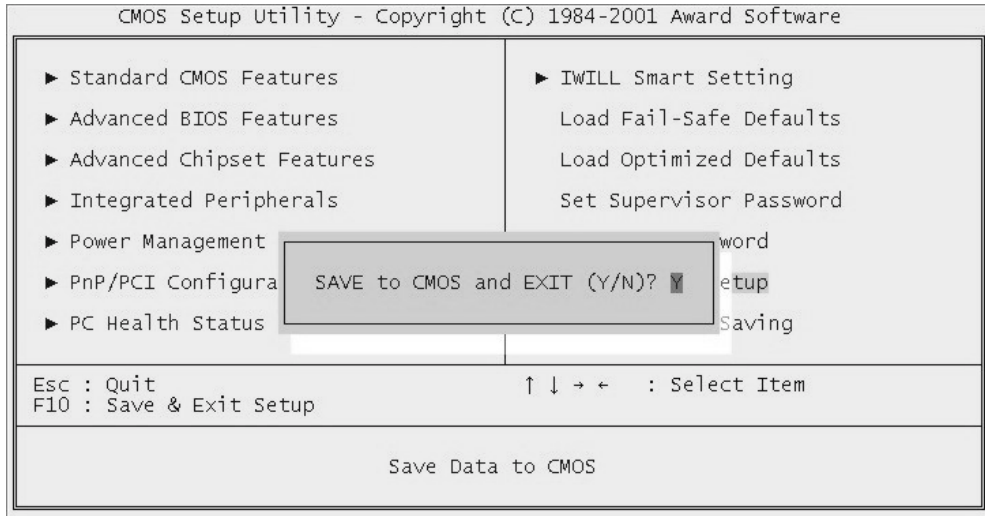 CMOS Setup Utility - Copyright (C) 1984-2001 Award Software
► Standard CMOS Features
► Advanced BIOS Features
► Advanced Chipset Features
► Integrated Peripherals
► Power Management
► PnP/PCI Configura
► PC Health Status
► IWILL Smart Setting
Load Fail-Safe Defaults
Load Optimized Defaults
Set Supervisor Password
word
etup
Saving
SAVE to CMOS and EXIT (Y/N)? Y
Esc : Quit
F10 : Save & Exit Setup
↑ ↓ → ← : Select Item
Save Data to CMOS